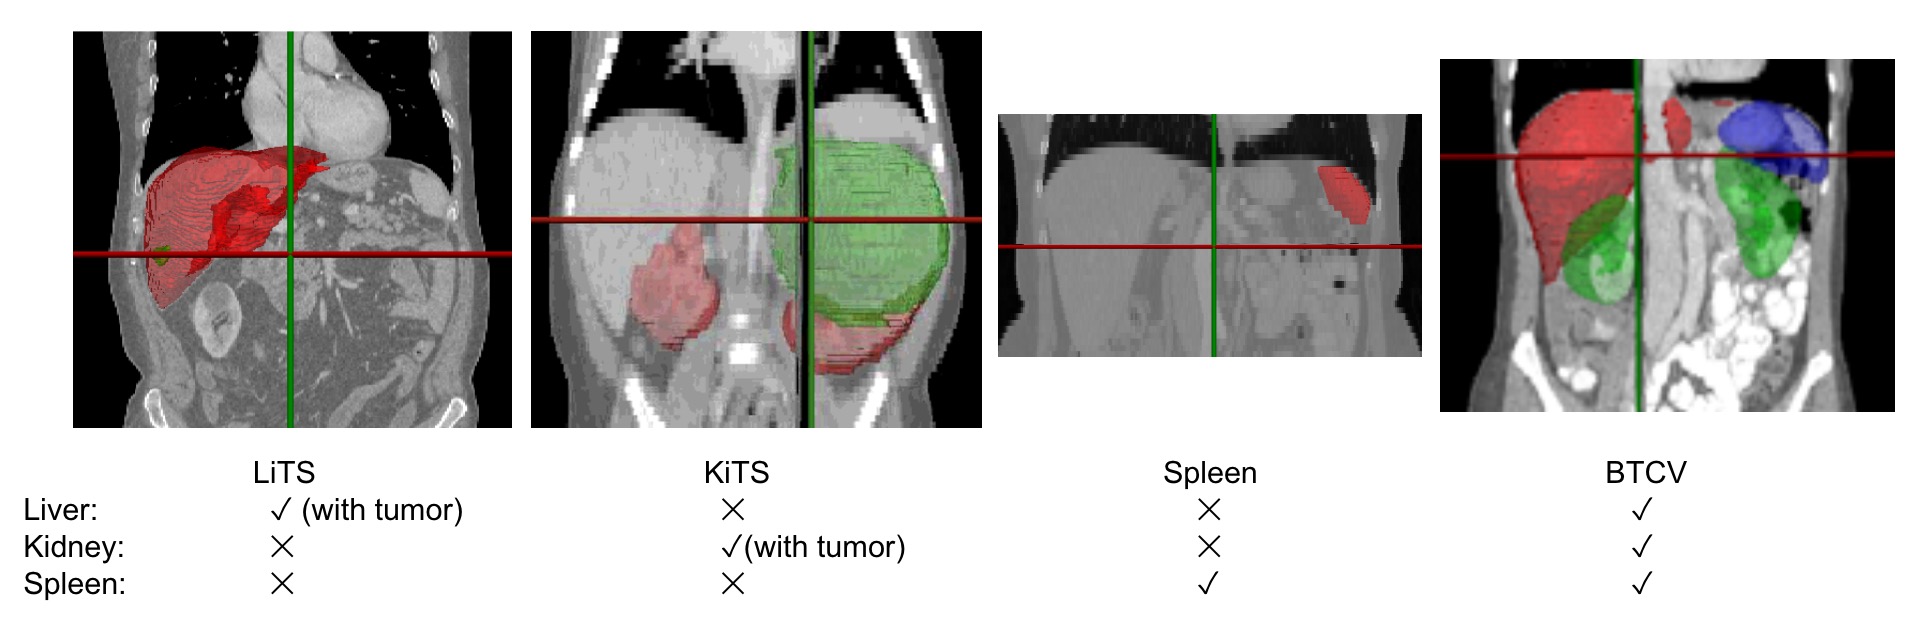 LiTS KiTS Spleen BTCV
Liver: ✓ (with tumor) ✕ ✕ ✓
Kidney: ✕ ✓(with tumor) ✕ ✓
Spleen: ✕ ✕ ✓ ✓